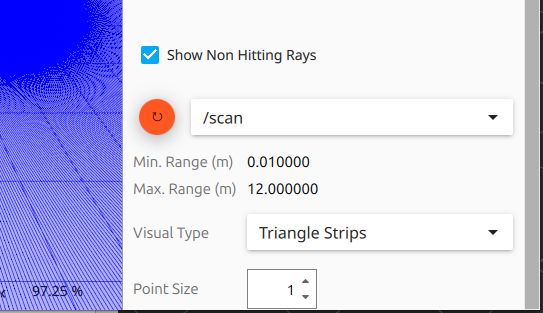 Show Non Hitting Rays
/scan
Min. Range (m) 0.010000
Max. Range (m) 12.000000
Visual Type Triangle Strips
97.25 %
Point Size 1